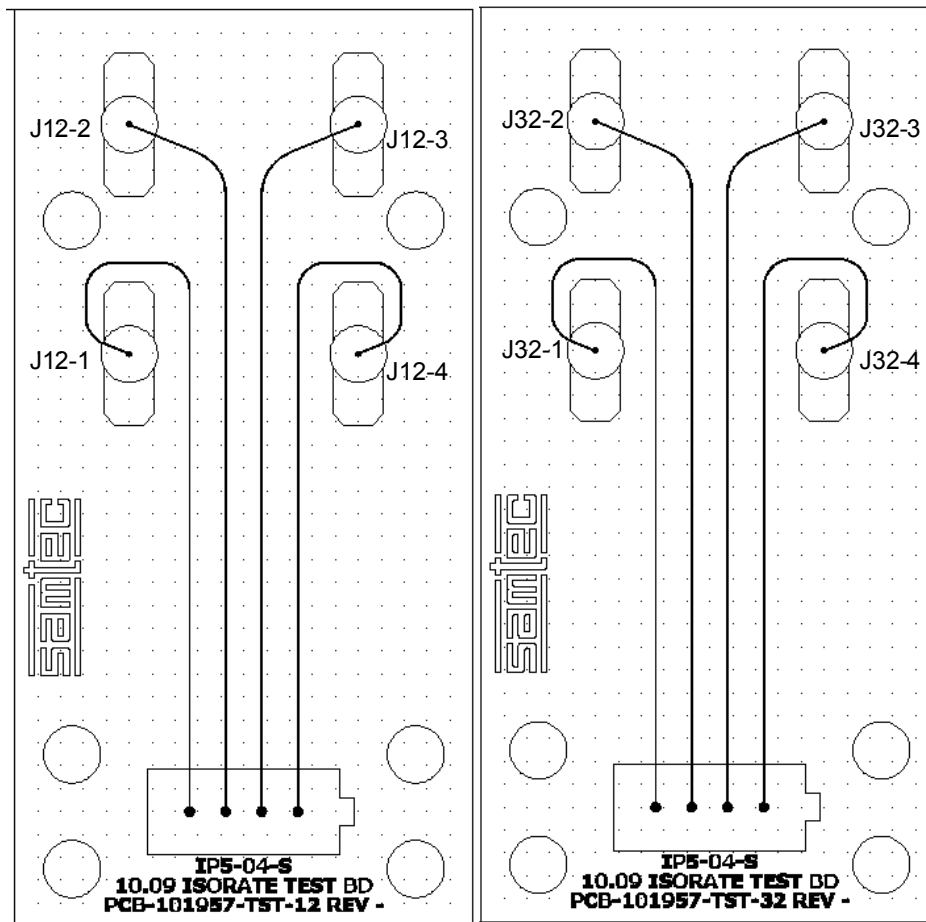 J12-2
J12-3
J12-1
J12-4
samtec
IP5-04-S
10.09 ISORATE TEST BD
PCB-101957-TST-12 REV -
J32-2
J32-3
J32-1
J32-4
samtec
IP5-04-S
10.09 ISORATE TEST BD
PCB-101957-TST-32 REV -